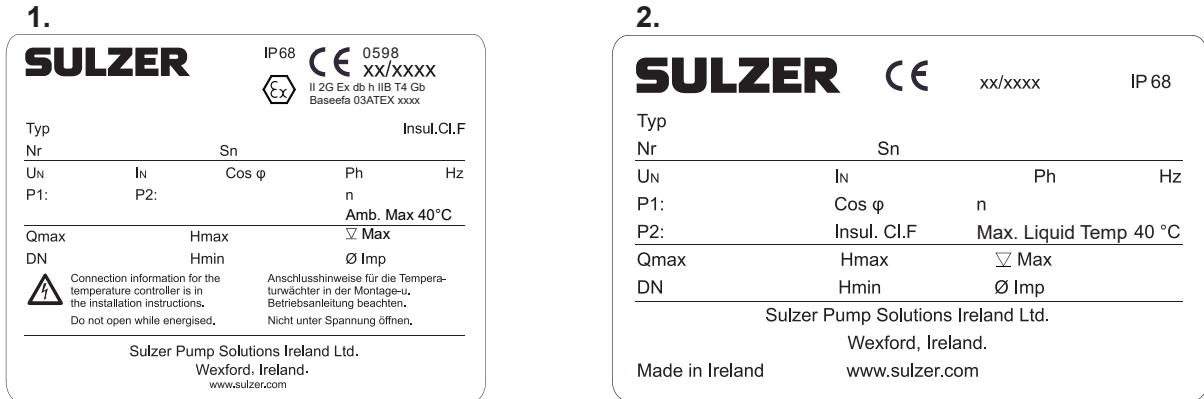 1.
SULZER IP68 CE 0598
xx/xxxx
Ex II 2G Ex db h IIB T4 Gb
Baseefa 03ATEX xxxx
Typ Insul.Cl.F
Nr Sn
UN IN Cos φ Ph Hz
P1: P2: n
Amb. Max 40°C
Qmax Hmax ▽ Max
DN Hmin Ø Imp
Connection information for the
temperature controller is in
the installation instructions.
Do not open while energised.
Anschlusshinweise für die Tempera-
turwächter in der Montage-u.
Betriebsanleitung beachten.
Nicht unter Spannung öffnen.
Sulzer Pump Solutions Ireland Ltd.
Wexford, Ireland.
www.sulzer.com
2.
SULZER CE xx/xxxx IP 68
Typ
Nr Sn
UN IN Ph Hz
P1: Cos φ n
P2: Insul. Cl.F Max. Liquid Temp 40 °C
Qmax Hmax ▽ Max
DN Hmin Ø Imp
Sulzer Pump Solutions Ireland Ltd.
Wexford, Ireland.
Made in Ireland www.sulzer.com